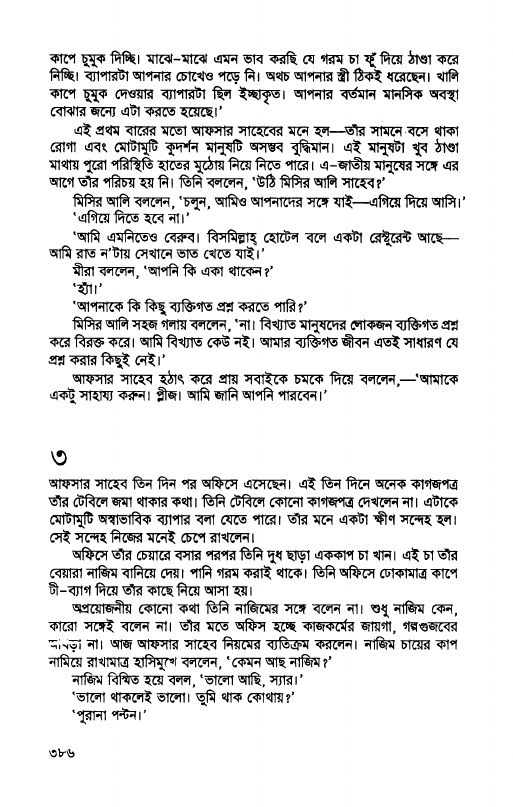 কাপে চুমুক দিচ্ছি। মাঝে-মাঝে এমন ভাব করছি যে গরম চা ফুঁ দিয়ে ঠাণ্ডা করে
নিচ্ছি। ব্যাপারটা আপনার চোখেও পড়ে নি। অথচ আপনার স্ত্রী ঠিকই ধরেছেন। খালি
কাপে চুমুক দেওয়ার ব্যাপারটা ছিল ইচ্ছাকৃত। আপনার বর্তমান মানসিক অবস্থা
বোঝার জন্যে এটা করতে হয়েছে।’
এই প্রথম বারের মতো আফসার সাহেবের মনে হল—তাঁর সামনে বসে থাকা
রোগা এবং মোটামুটি কুদর্শন মানুষটি অসম্ভব বুদ্ধিমান। এই মানুষটা খুব ঠাণ্ডা
মাথায় পুরো পরিস্থিতি হাতের মুঠোয় নিয়ে নিতে পারে। এ-জাতীয় মানুষের সঙ্গে এর
আগে তাঁর পরিচয় হয় নি। তিনি বললেন, ‘উঠি মিসির আলি সাহেব?’
মিসির আলি বললেন, ‘চলুন, আমিও আপনাদের সঙ্গে যাই—এগিয়ে দিয়ে আসি।’
‘এগিয়ে দিতে হবে না।’
‘আমি এমনিতেও বেরুব। বিসমিল্লাহ্ হোটেল বলে একটা রেস্টুরেন্ট আছে—
আমি রাত ন’টায় সেখানে ভাত খেতে যাই।’
মীরা বললেন, ‘আপনি কি একা থাকেন?’
‘হ্যাঁ।’
‘আপনাকে কি কিছু ব্যক্তিগত প্রশ্ন করতে পারি?’
মিসির আলি সহজ গলায় বললেন, ‘না। বিখ্যাত মানুষদের লোকজন ব্যক্তিগত প্রশ্ন
করে বিরক্ত করে। আমি বিখ্যাত কেউ নই। আমার ব্যক্তিগত জীবন এতই সাধারণ যে
প্রশ্ন করার কিছুই নেই।’
আফসার সাহেব হঠাৎ করে প্রায় সবাইকে চমকে দিয়ে বললেন,—‘আমাকে
একটু সাহায্য করুন। প্লীজ। আমি জানি আপনি পারবেন।’
৩
আফসার সাহেব তিন দিন পর অফিসে এসেছেন। এই তিন দিনে অনেক কাগজপত্র
তাঁর টেবিলে জমা থাকার কথা। তিনি টেবিলে কোনো কাগজপত্র দেখলেন না। এটাকে
মোটামুটি অস্বাভাবিক ব্যাপার বলা যেতে পারে। তাঁর মনে একটা ক্ষীণ সন্দেহ হল।
সেই সন্দেহ নিজের মনেই চেপে রাখলেন।
অফিসে তাঁর চেয়ারে বসার পরপর তিনি দুধ ছাড়া এককাপ চা খান। এই চা তাঁর
বেয়ারা নাজিম বানিয়ে দেয়। পানি গরম করাই থাকে। তিনি অফিসে ঢোকামাত্র কাপে
টী-ব্যাগ দিয়ে তাঁর কাছে নিয়ে আসা হয়।
অপ্রয়োজনীয় কোনো কথা তিনি নাজিমের সঙ্গে বলেন না। শুধু নাজিম কেন,
কারো সঙ্গেই বলেন না। তাঁর মতে অফিস হচ্ছে কাজকর্মের জায়গা, গল্পগুজবের
না। আজ আফসার সাহেব নিয়মের ব্যতিক্রম করলেন। নাজিম চায়ের কাপ
নামিয়ে রাখামাত্র হাসিমুখে বললেন, ‘কেমন আছ নাজিম?’
নাজিম বিস্মিত হয়ে বলল, ‘ভালো আছি, স্যার।’
‘ভালো থাকলেই ভালো। তুমি থাক কোথায়?’
‘পুরানা পল্টন।’
৩৮৬